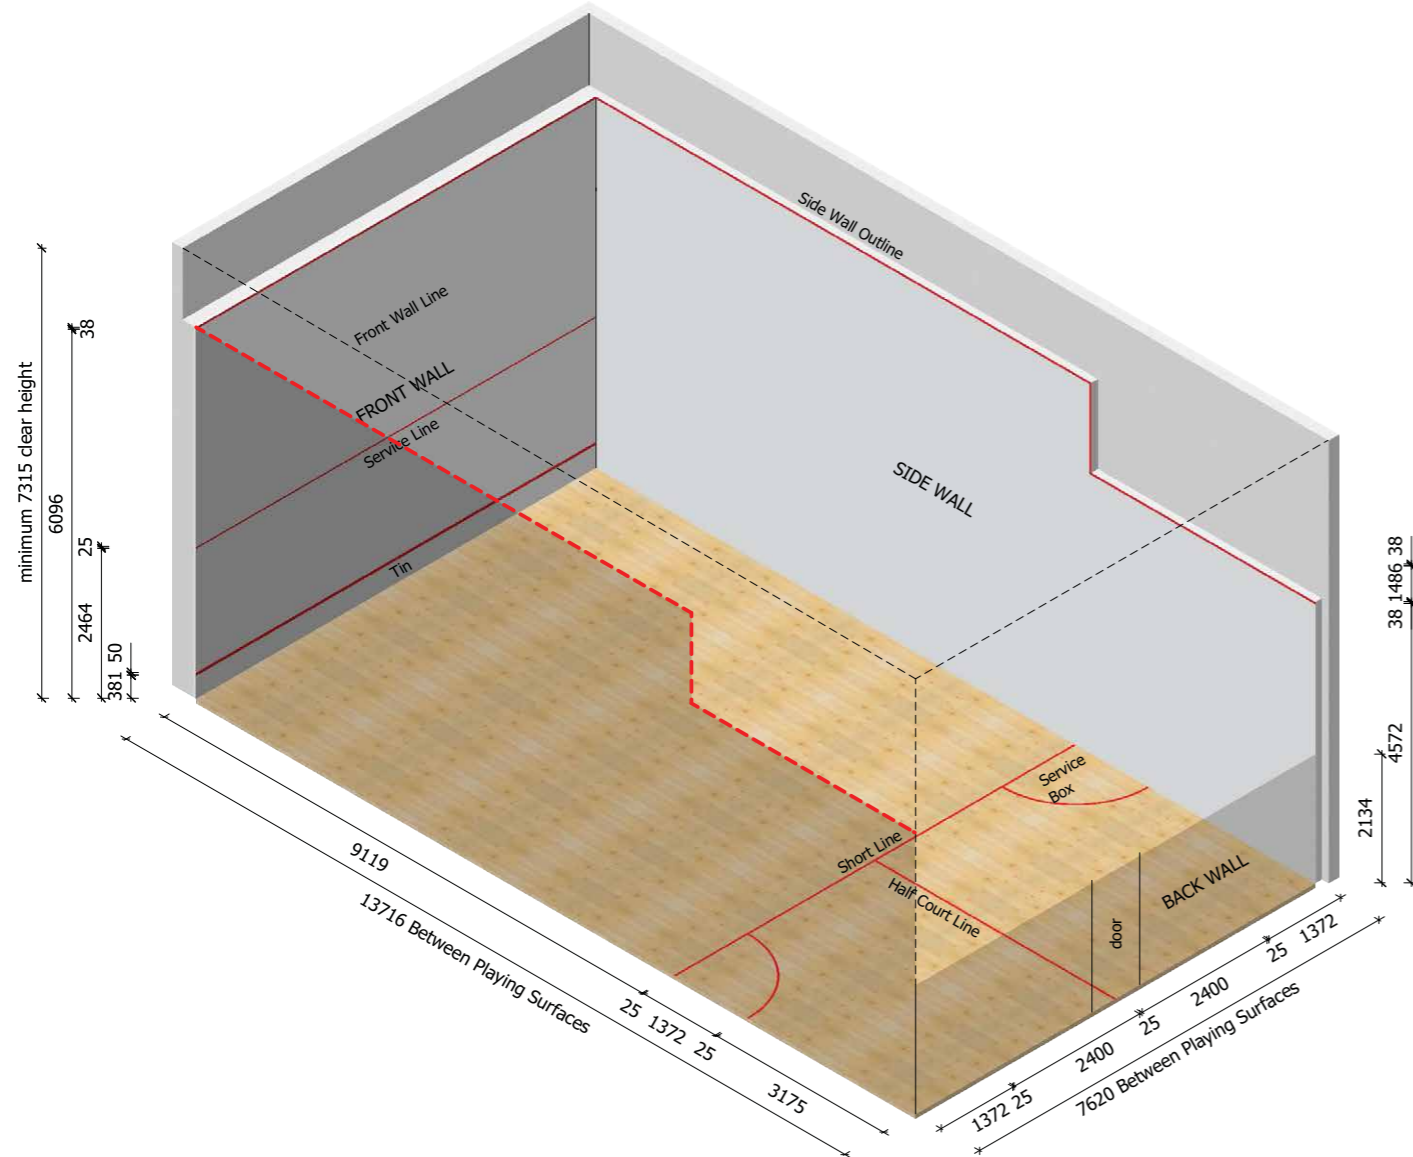 Side Wall Outline
Front Wall Line
FRONT WALL
Service Line
SIDE WALL
Tin
minimum 7315 clear height
6096
38
2464
25
381 50
38 1486 38
4572
2134
Service
Box
Short Line
Half Court Line
BACK WALL
door
9119
13716 Between Playing Surfaces
25 1372 25
3175
1372 25
2400
25
2400
25
1372
7620 Between Playing Surfaces